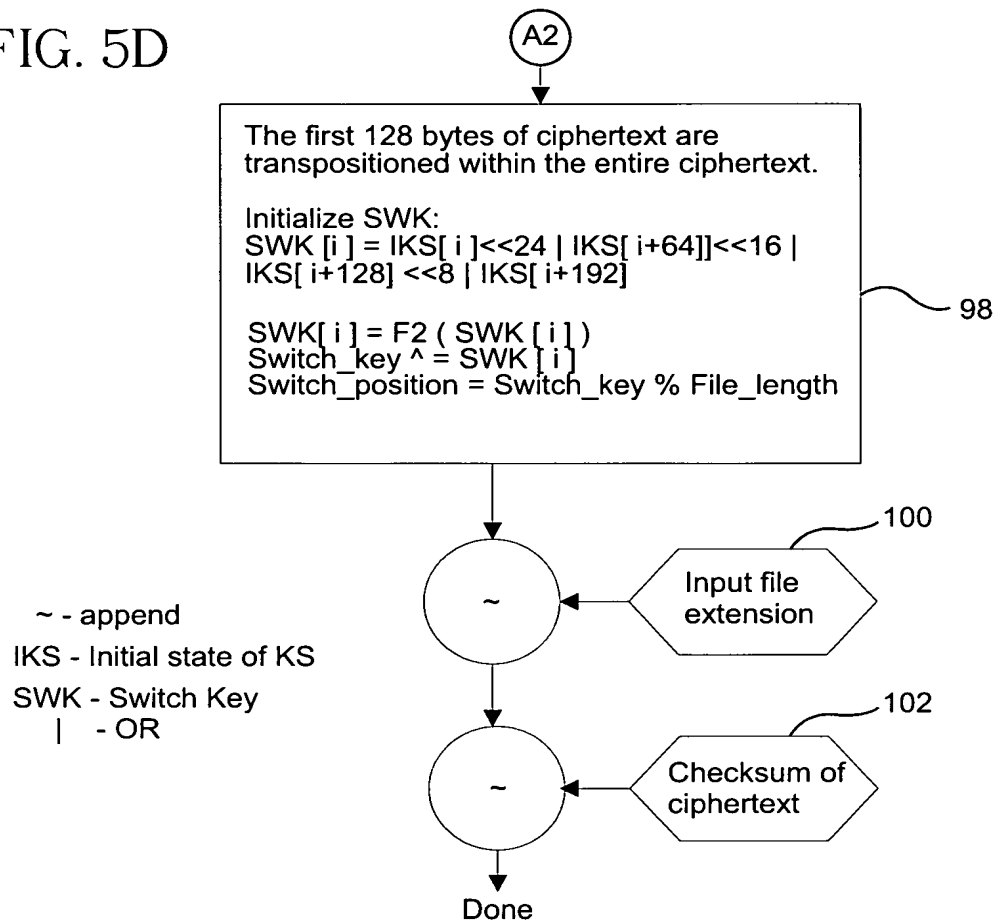 FIG. 5D
A2
The first 128 bytes of ciphertext are
transpositioned within the entire ciphertext.
Initialize SWK:
SWK [i ] = IKS[ i ]<<24 | IKS[ i+64]]<<16 |
IKS[ i+128] <<8 | IKS[ i+192]
SWK[ i ] = F2 ( SWK [ i ] )
Switch_key ^ = SWK [ i ]
Switch_position = Switch_key % File_length
98
100
~
Input file
extension
~ - append
IKS - Initial state of KS
SWK - Switch Key
| - OR
102
~
Checksum of
ciphertext
Done